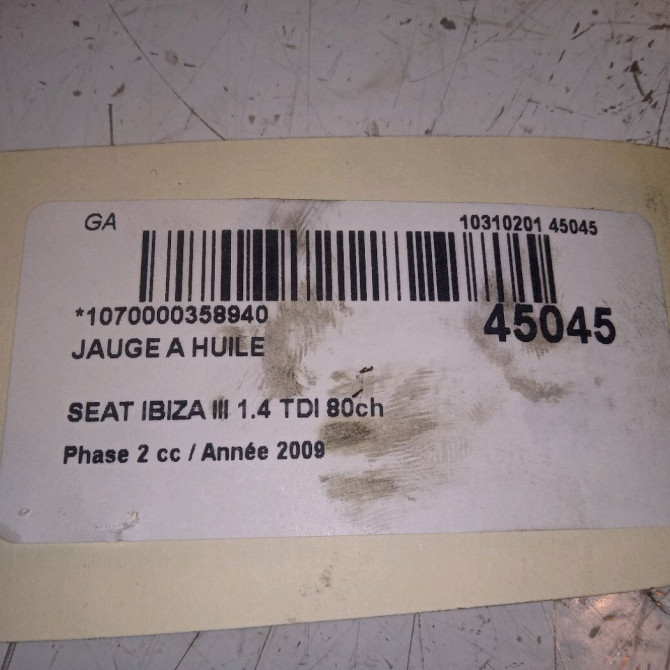 GA
10310201 45045
*1070000358940
45045
JAUGE A HUILE
SEAT IBIZA III 1.4 TDI 80ch
Phase 2 cc / Année 2009